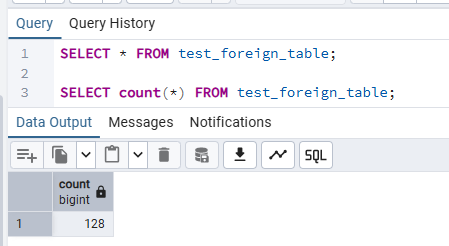 Query Query History
1 SELECT * FROM test_foreign_table;
2
3 SELECT count(*) FROM test_foreign_table;
Data Output Messages Notifications
SQL
count
bigint
1 128